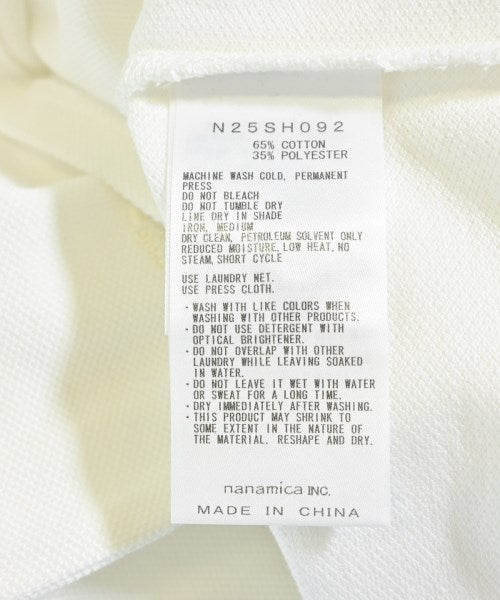 N25SH092
65% COTTON
35% POLYESTER
MACHINE WASH COLD, PERMANENT
PRESS
DO NOT BLEACH
DO NOT TUMBLE DRY
LINE DRY IN SHADE
IRON, MEDIUM
DRY CLEAN, PETROLEUM SOLVENT ONLY
REDUCED MOISTURE, LOW HEAT, NO
STEAM, SHORT CYCLE
USE LAUNDRY NET.
USE PRESS CLOTH.
・WASH WITH LIKE COLORS WHEN
WASHING WITH OTHER PRODUCTS.
・DO NOT USE DETERGENT WITH
OPTICAL BRIGHTENER.
・DO NOT OVERLAP WITH OTHER
LAUNDRY WHILE LEAVING SOAKED
IN WATER.
・DO NOT LEAVE IT WET WITH WATER
OR SWEAT FOR A LONG TIME.
・DRY IMMEDIATELY AFTER WASHING.
・THIS PRODUCT MAY SHRINK TO
SOME EXTENT IN THE NATURE OF
THE MATERIAL. RESHAPE AND DRY.
nanamica INC.
MADE IN CHINA